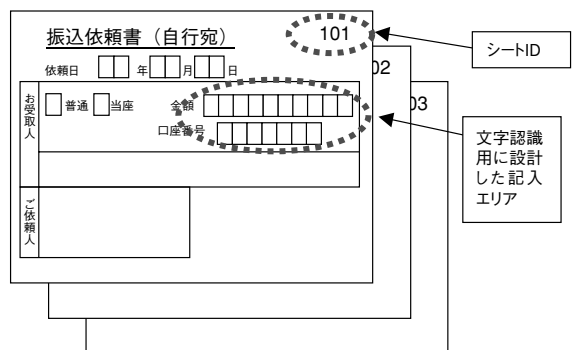 振込依頼書（自行宛）
101
シートID
02
依頼日 年 月 日
03
お受取人
普通 当座 金額
口座番号
文字認識
用に設計
した記入
エリア
ご依頼人